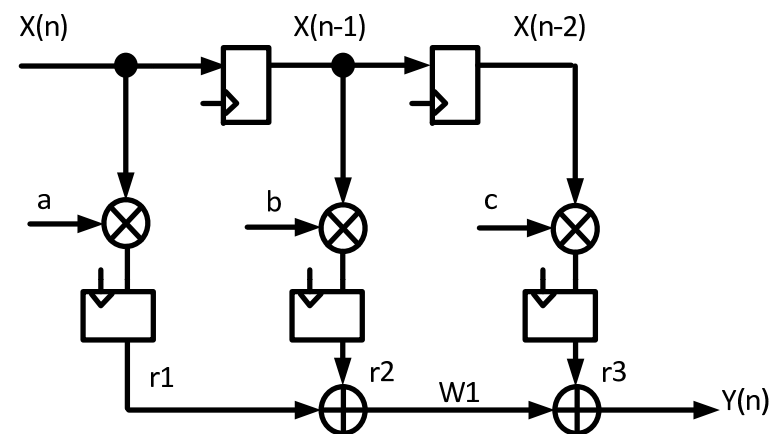 X(n)
X(n-1)
X(n-2)
a
b
c
r1
r2
W1
r3
Y(n)